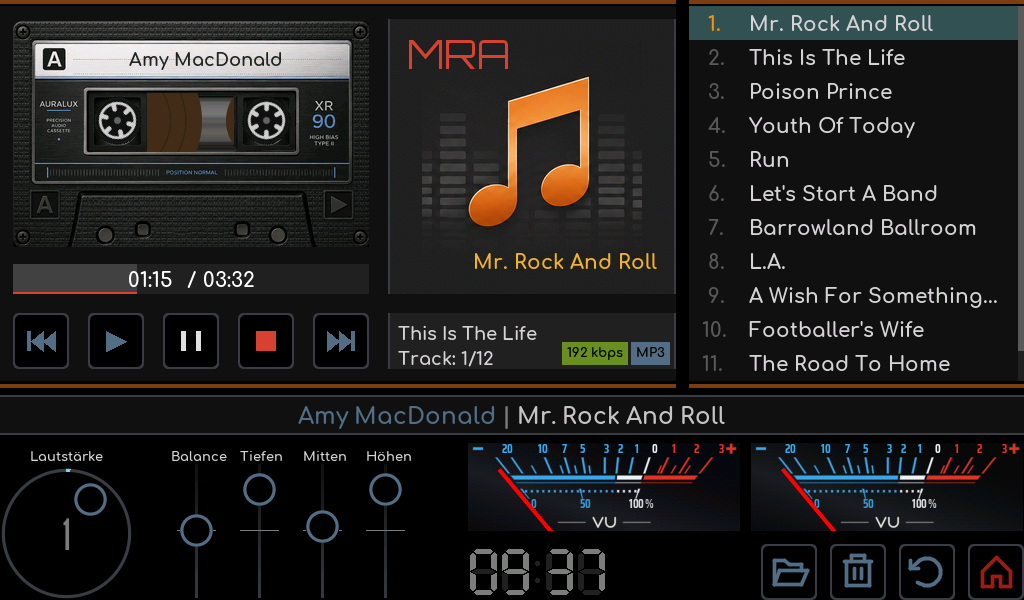 A
Amy MacDonald
AURALUX
PRECISION
AUDIO
CASSETTE
XR
90
HIGH BIAS
TYPE II
POSITION NORMAL
A
01:15 / 03:32
MRA
Mr. Rock And Roll
This Is The Life
Track: 1/12
192 kbps MP3
1. Mr. Rock And Roll
2. This Is The Life
3. Poison Prince
4. Youth Of Today
5. Run
6. Let's Start A Band
7. Barrowland Ballroom
8. L.A.
9. A Wish For Something...
10. Footballer's Wife
11. The Road To Home
Amy MacDonald | Mr. Rock And Roll
Lautstärke
1
Balance Tiefen Mitten Höhen
− 20 10 7 5 3 2 1 0 1 2 3 +
0 50 100 %
VU
− 20 10 7 5 3 2 1 0 1 2 3 +
0 50 100 %
VU
09:37